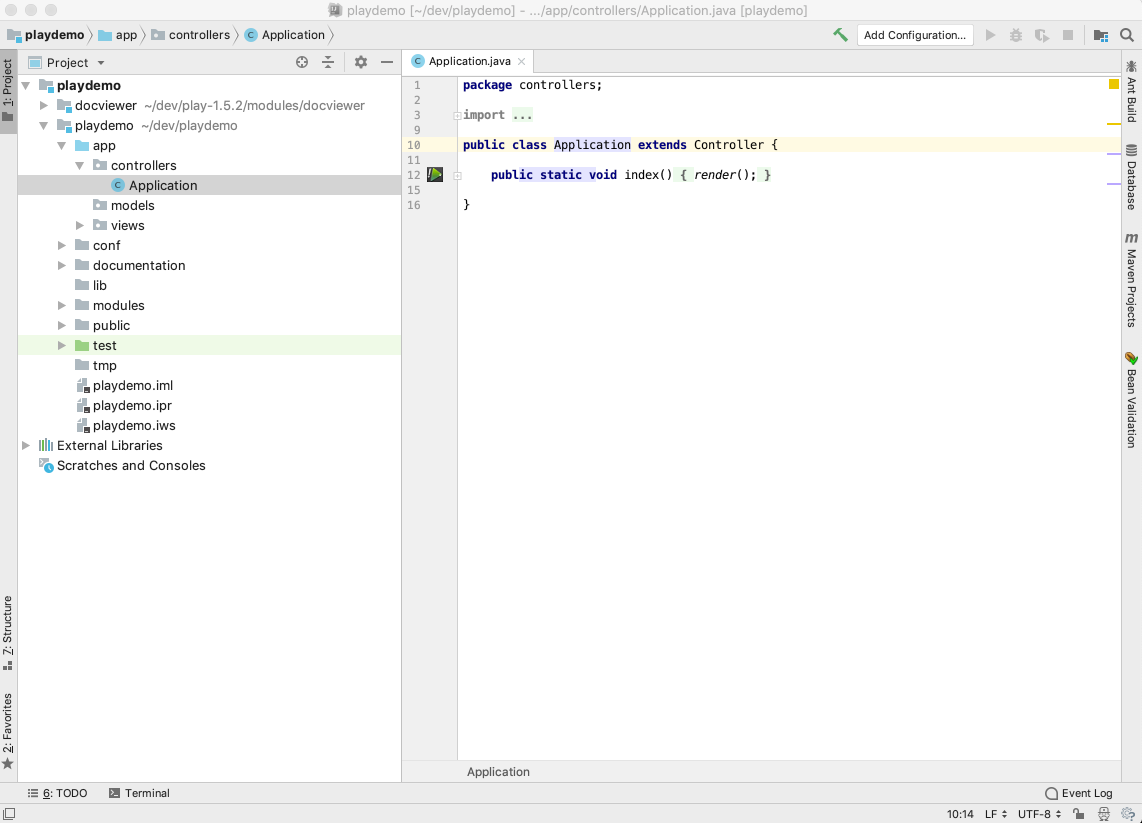 playdemo [~/dev/playdemo] - .../app/controllers/Application.java [playdemo]
playdemo app controllers Application
Add Configuration...
Project
Application.java
1: Project
playdemo
docviewer ~/dev/play-1.5.2/modules/docviewer
playdemo ~/dev/playdemo
app
controllers
Application
models
views
conf
documentation
lib
modules
public
test
tmp
playdemo.iml
playdemo.ipr
playdemo.iws
External Libraries
Scratches and Consoles
7: Structure
2: Favorites
1 package controllers;
2
3 import ...
9
10 public class Application extends Controller {
11
12 public static void index() { render(); }
15
16 }
Application
Ant Build
Database
m Maven Projects
Bean Validation
6: TODO Terminal Event Log
10:14 LF UTF-8